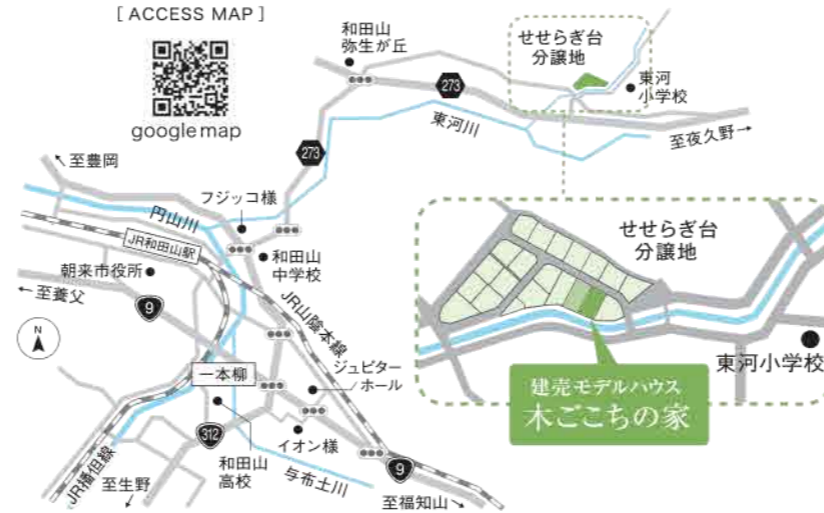 [ ACCESS MAP ]
google map
和田山
弥生が丘
せせらぎ台
分譲地
東河
小学校
273
東河川
至夜久野→
273
↖至豊岡
フジッコ様
円山川
JR和田山駅
和田山
中学校
朝来市役所
←至養父
9
N
JR山陰本線
せせらぎ台
分譲地
東河小学校
建売モデルハウス
木ごこちの家
一本柳
ジュピター
ホール
312
和田山
高校
イオン様
与布土川
9
JR播但線
至生野
↙
至福知山↘